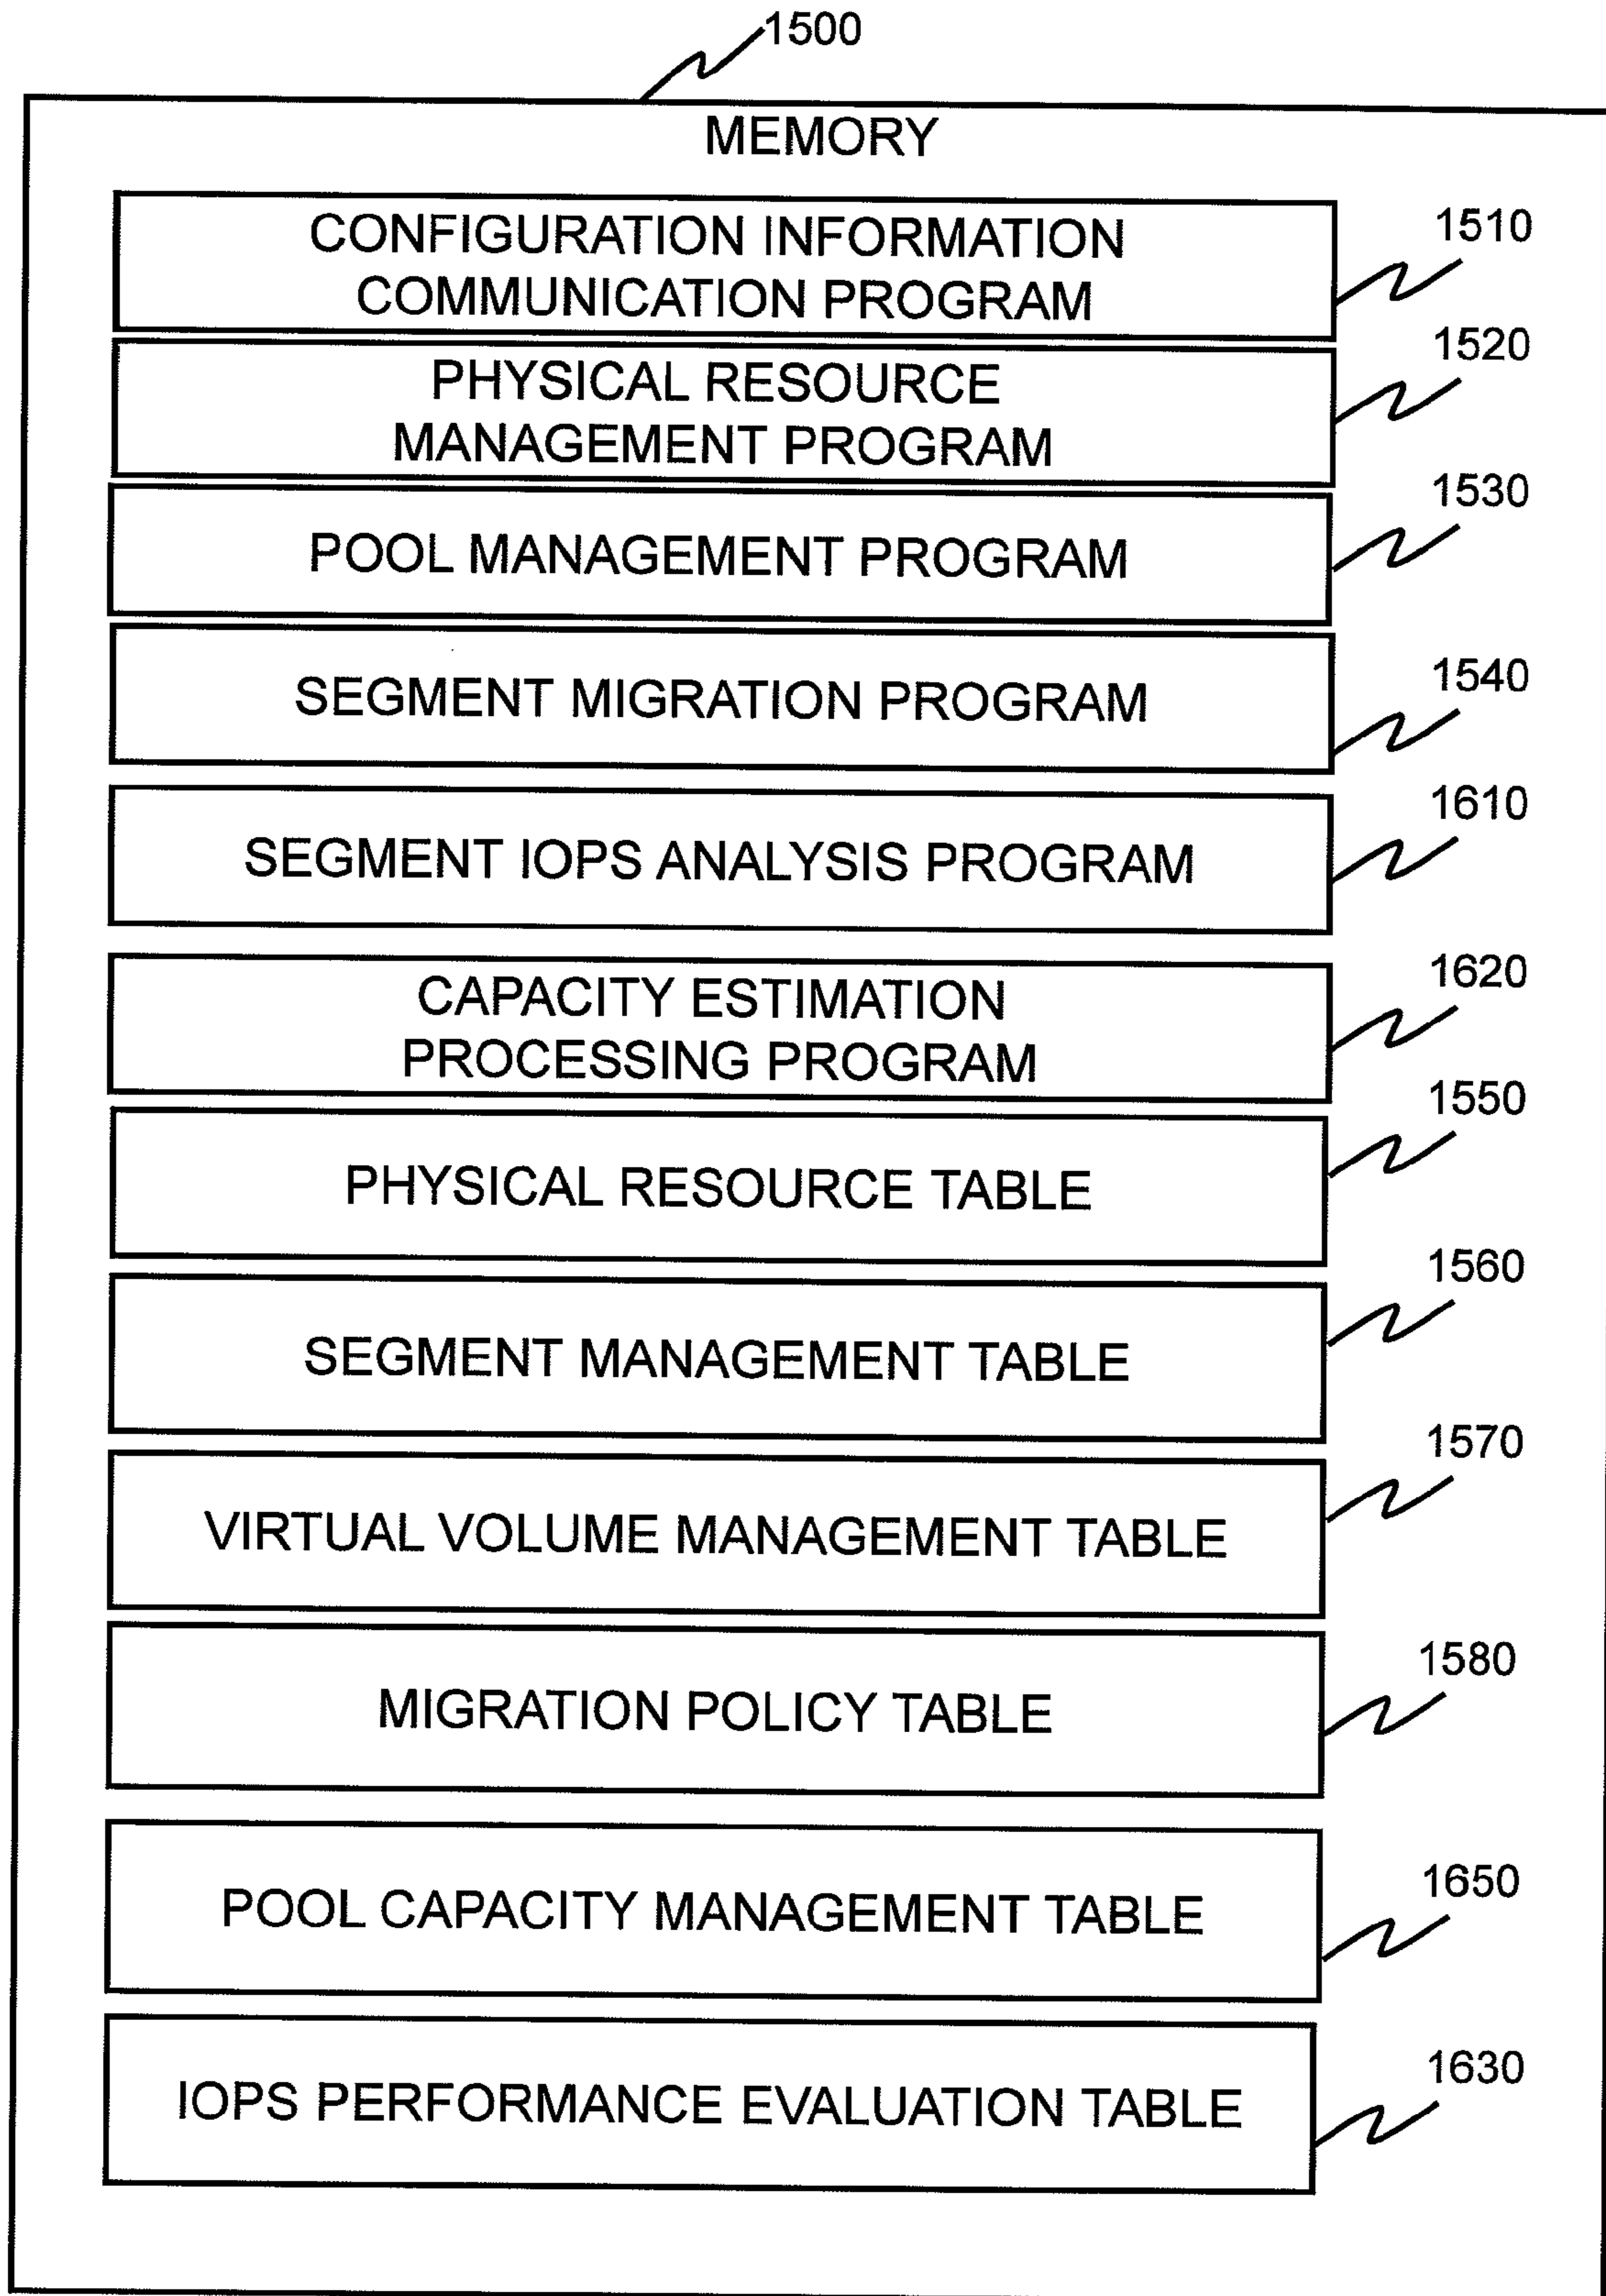 1500
MEMORY
CONFIGURATION INFORMATION
COMMUNICATION PROGRAM
1510
PHYSICAL RESOURCE
MANAGEMENT PROGRAM
1520
POOL MANAGEMENT PROGRAM
1530
SEGMENT MIGRATION PROGRAM
1540
SEGMENT IOPS ANALYSIS PROGRAM
1610
CAPACITY ESTIMATION
PROCESSING PROGRAM
1620
PHYSICAL RESOURCE TABLE
1550
SEGMENT MANAGEMENT TABLE
1560
VIRTUAL VOLUME MANAGEMENT TABLE
1570
MIGRATION POLICY TABLE
1580
POOL CAPACITY MANAGEMENT TABLE
1650
IOPS PERFORMANCE EVALUATION TABLE
1630